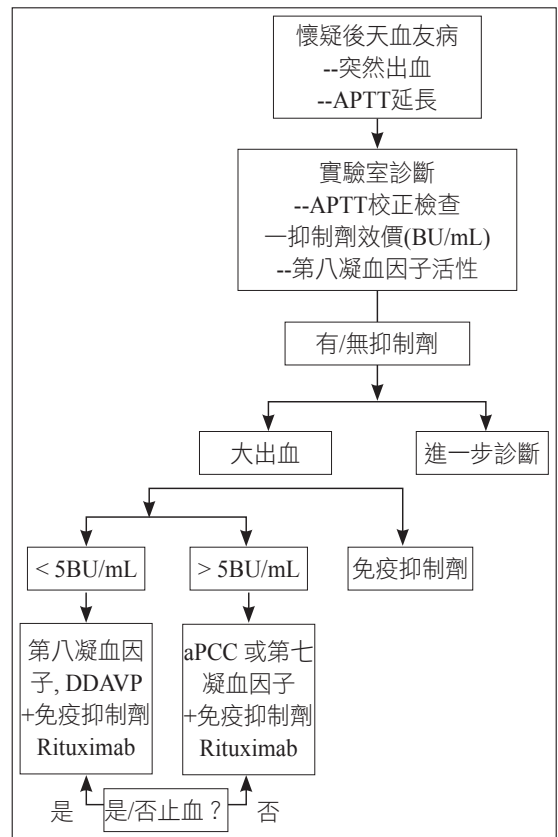 懷疑後天血友病
--突然出血
--APTT延長
實驗室診斷
--APTT校正檢查
一抑制劑效價(BU/mL)
--第八凝血因子活性
有/無抑制劑
大出血
進一步診斷
< 5BU/mL
> 5BU/mL
免疫抑制劑
第八凝血因
子, DDAVP
+免疫抑制劑
Rituximab
aPCC 或第七
凝血因子
+免疫抑制劑
Rituximab
是
是/否止血？
否